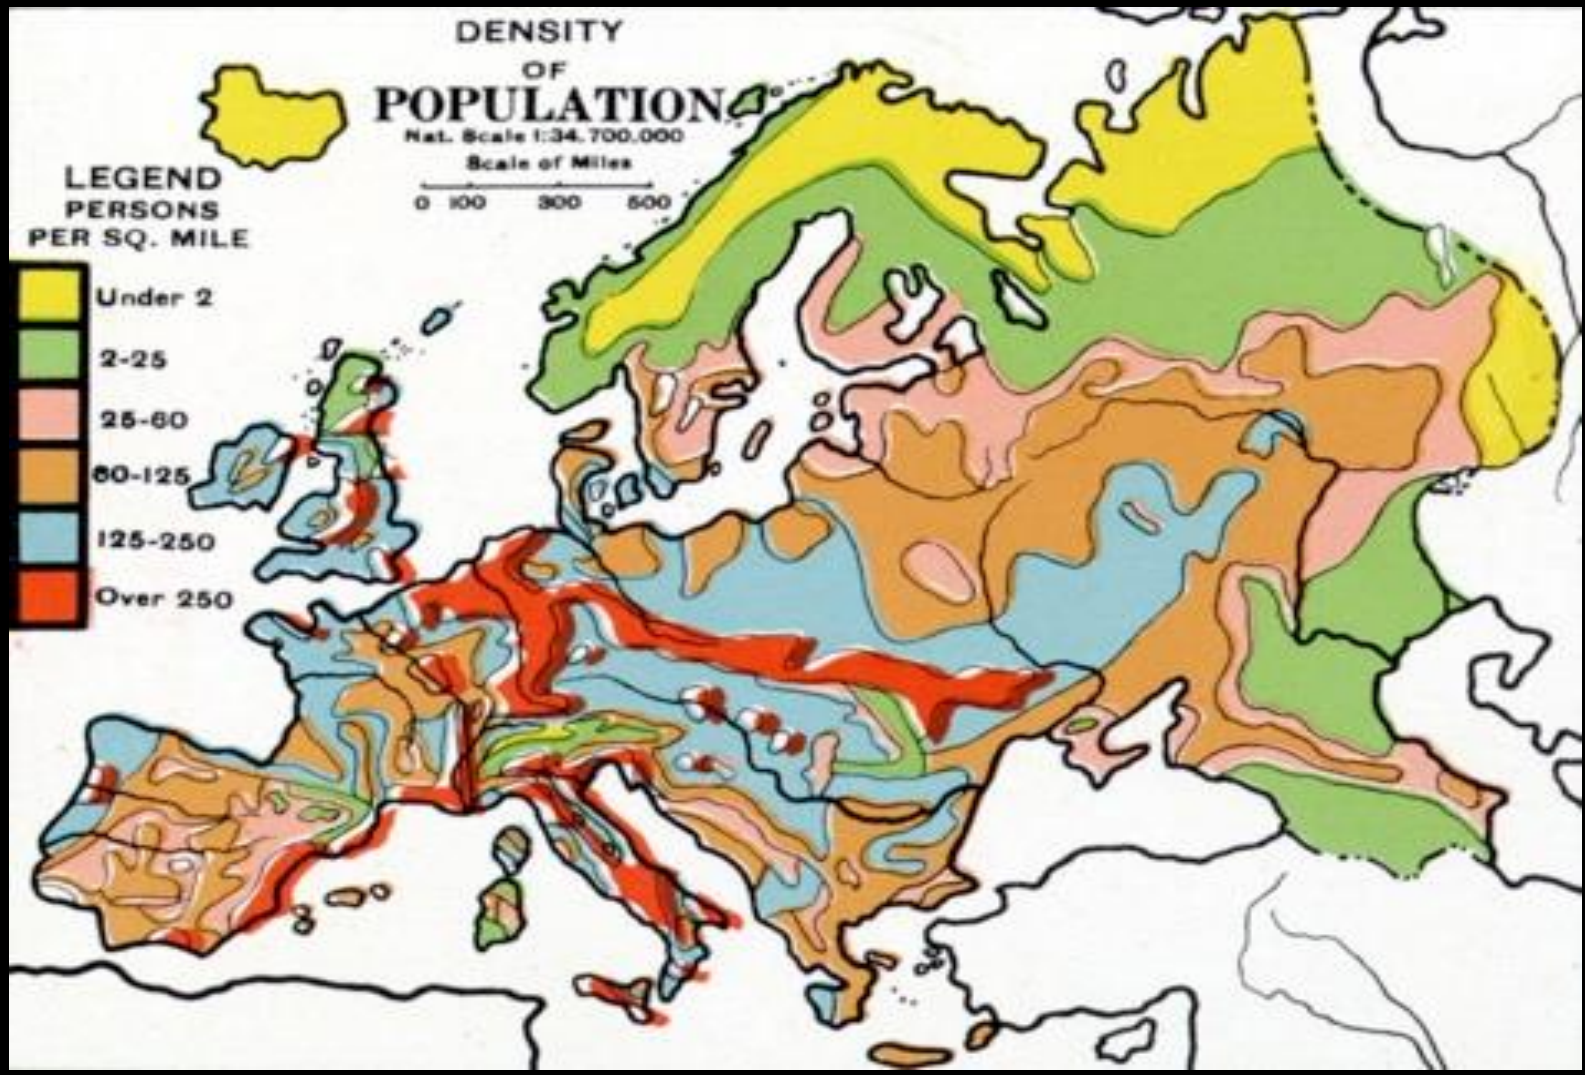 DENSITY
OF
POPULATION
Nat. Scale 1:34.700.000
Scale of Miles
0 100 300 500
LEGEND
PERSONS
PER SQ. MILE
Under 2
2-25
25-60
60-125
125-250
Over 250